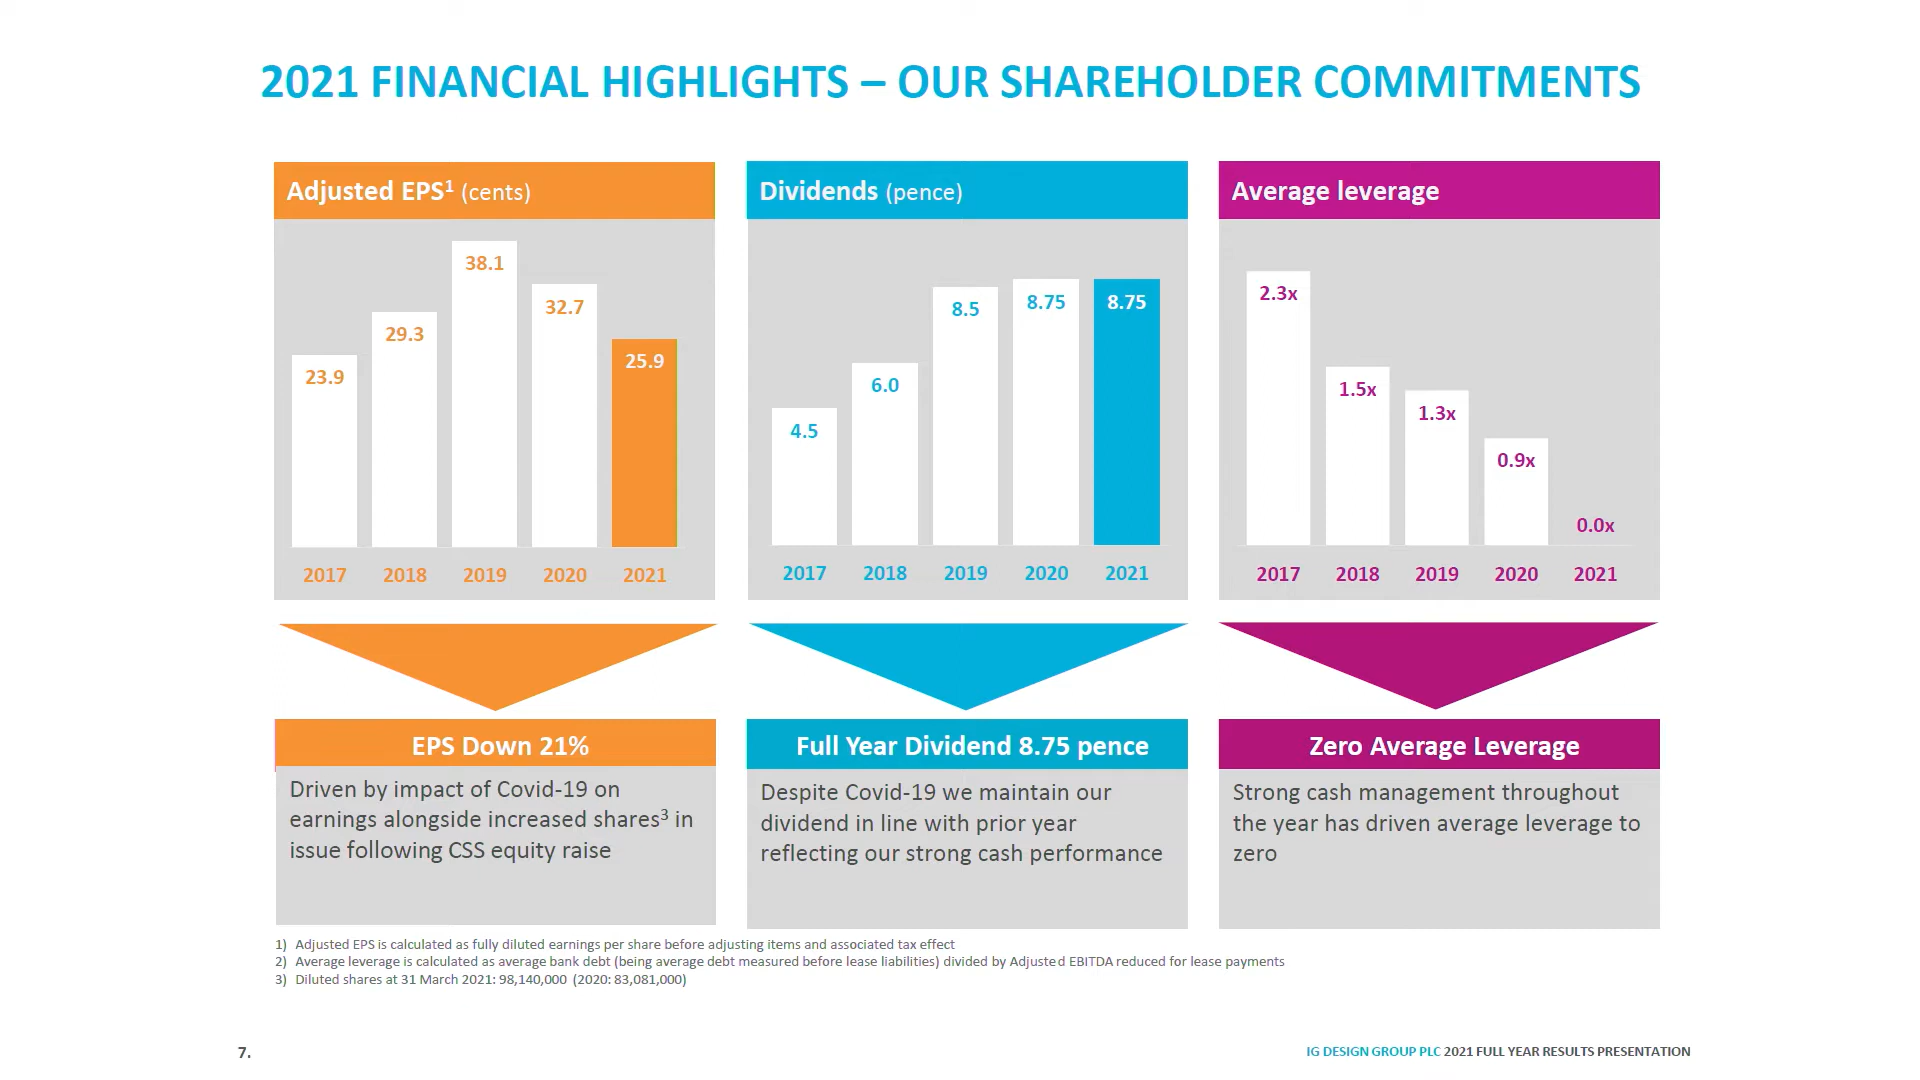 2021 FINANCIAL HIGHLIGHTS – OUR SHAREHOLDER COMMITMENTS
Adjusted EPS¹ (cents)
38.1
32.7
29.3
25.9
23.9
2017 2018 2019 2020 2021
Dividends (pence)
8.5
8.75
8.75
6.0
4.5
2017 2018 2019 2020 2021
Average leverage
2.3x
1.5x
1.3x
0.9x
0.0x
2017 2018 2019 2020 2021
EPS Down 21%
Driven by impact of Covid-19 on
earnings alongside increased shares³ in
issue following CSS equity raise
Full Year Dividend 8.75 pence
Despite Covid-19 we maintain our
dividend in line with prior year
reflecting our strong cash performance
Zero Average Leverage
Strong cash management throughout
the year has driven average leverage to
zero
1) Adjusted EPS is calculated as fully diluted earnings per share before adjusting items and associated tax effect
2) Average leverage is calculated as average bank debt (being average debt measured before lease liabilities) divided by Adjusted EBITDA reduced for lease payments
3) Diluted shares at 31 March 2021: 98,140,000 (2020: 83,081,000)
7.
IG DESIGN GROUP PLC 2021 FULL YEAR RESULTS PRESENTATION